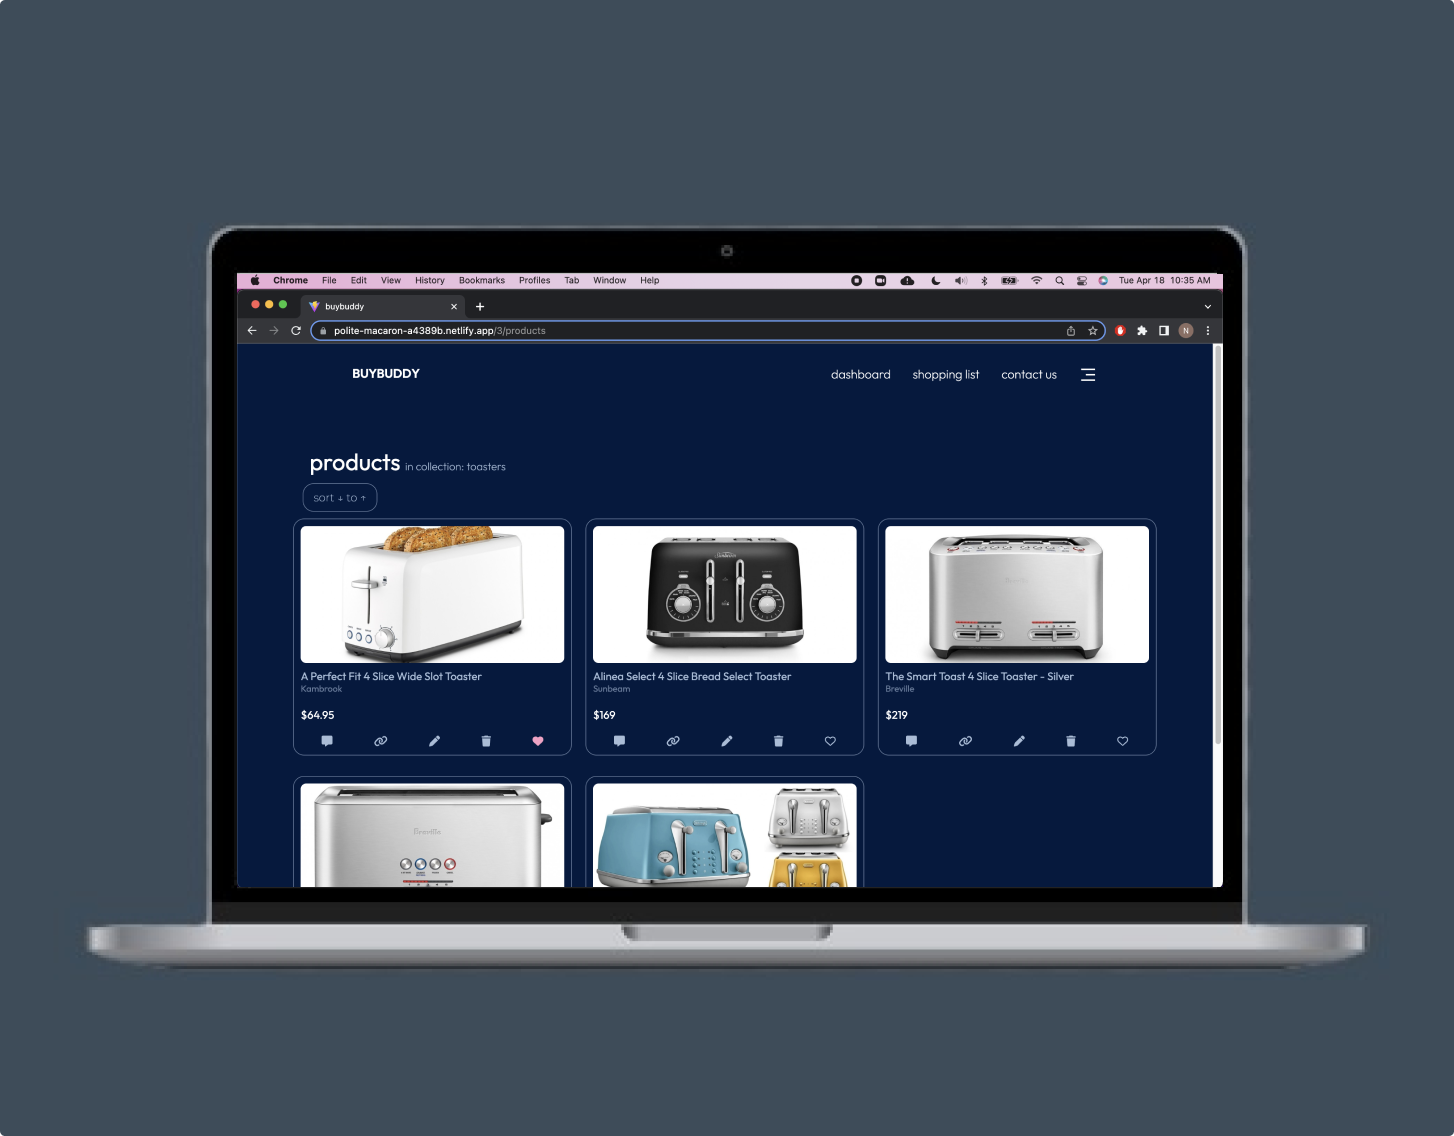 Chrome File Edit View History Bookmarks Profiles Tab Window Help Tue Apr 18 10:35 AM
buybuddy
polite-macaron-a4389b.netlify.app/3/products N
BUYBUDDY dashboard shopping list contact us
products in collection: toasters
sort ↓ to ↑
A Perfect Fit 4 Slice Wide Slot Toaster
Kambrook
$64.95
Alinea Select 4 Slice Bread Select Toaster
Sunbeam
$169
The Smart Toast 4 Slice Toaster - Silver
Breville
$219
Breville